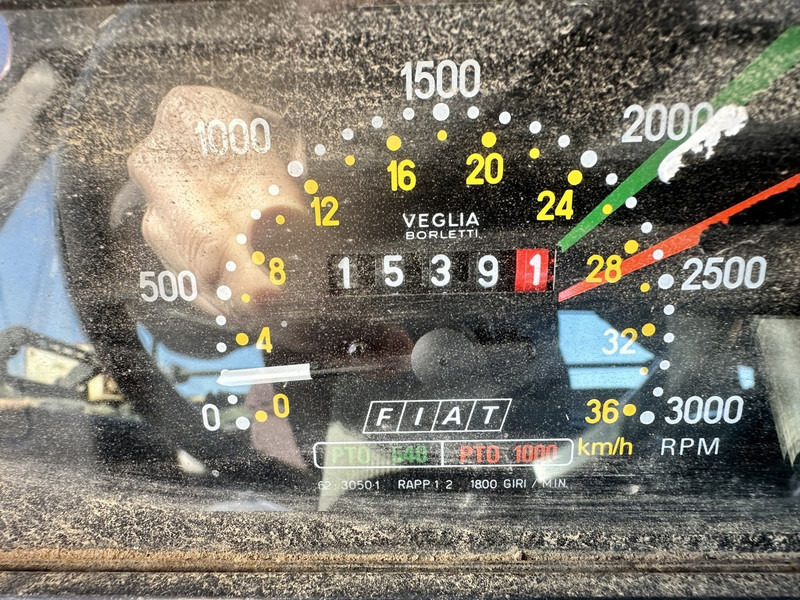 1500
1000
2000
16
20
12
24
VEGLIA
BORLETTI
500
8
1 5 3 9 1
28
2500
4
32
0
0
FIAT
36
3000
PTO 540 PTO 1000
km/h
RPM
RAPP 1 2 1800 GIRI / MIN.